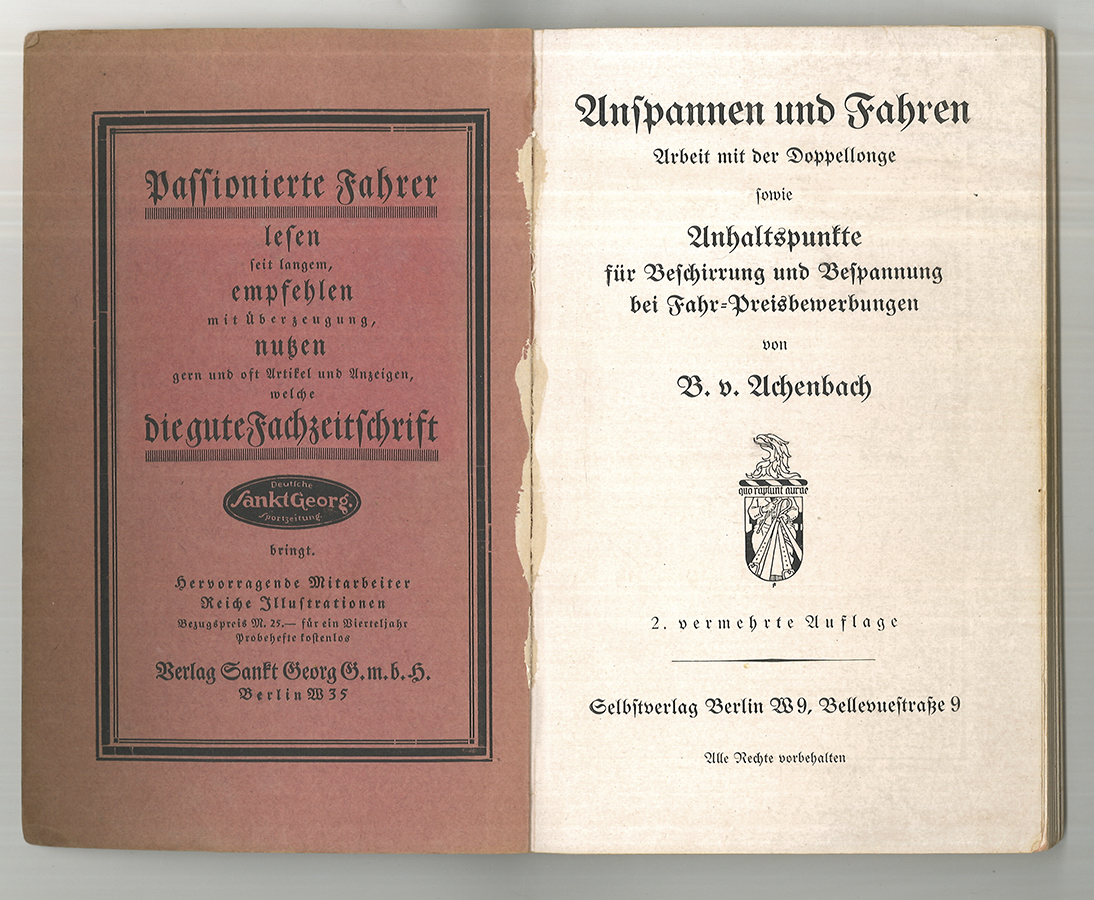 Passionierte Fahrer
lesen
seit langem,
empfehlen
mit Überzeugung,
nutzen
gern und oft Artikel und Anzeigen,
welche
die gute Fachzeitschrift
Deutsche
Sankt Georg.
Sportzeitung.
bringt.
Hervorragende Mitarbeiter
Reiche Illustrationen
Bezugspreis M. 25.— für ein Vierteljahr
Probehefte kostenlos
Verlag Sankt Georg G. m. b. H.
Berlin W 35
Anspannen und Fahren
Arbeit mit der Doppellonge
sowie
Anhaltspunkte
für Beschirrung und Bespannung
bei Fahr-Preisbewerbungen
von
B. v. Achenbach
quo rapiunt aurae
2. vermehrte Auflage
Selbstverlag Berlin W 9, Bellevuestraße 9
Alle Rechte vorbehalten